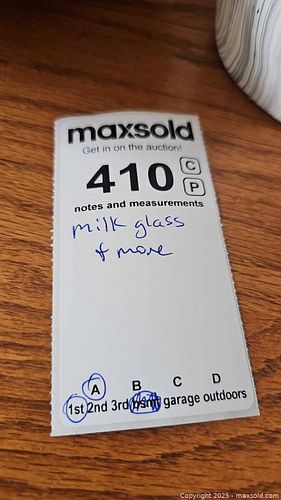 maxsold
Get in on the auction!
410 C
P
notes and measurements
milk glass
+ more
A B C D
1st 2nd 3rd bsmt garage outdoors
Copyright 2025 - maxsold.com